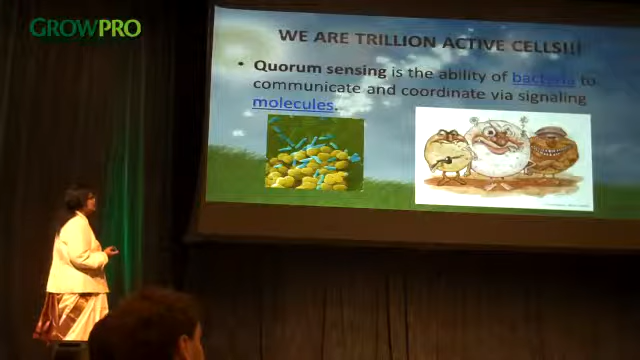 GROWPRO
WE ARE TRILLION ACTIVE CELLS!!!
• Quorum sensing is the ability of bacteria to
communicate and coordinate via signaling
molecules.